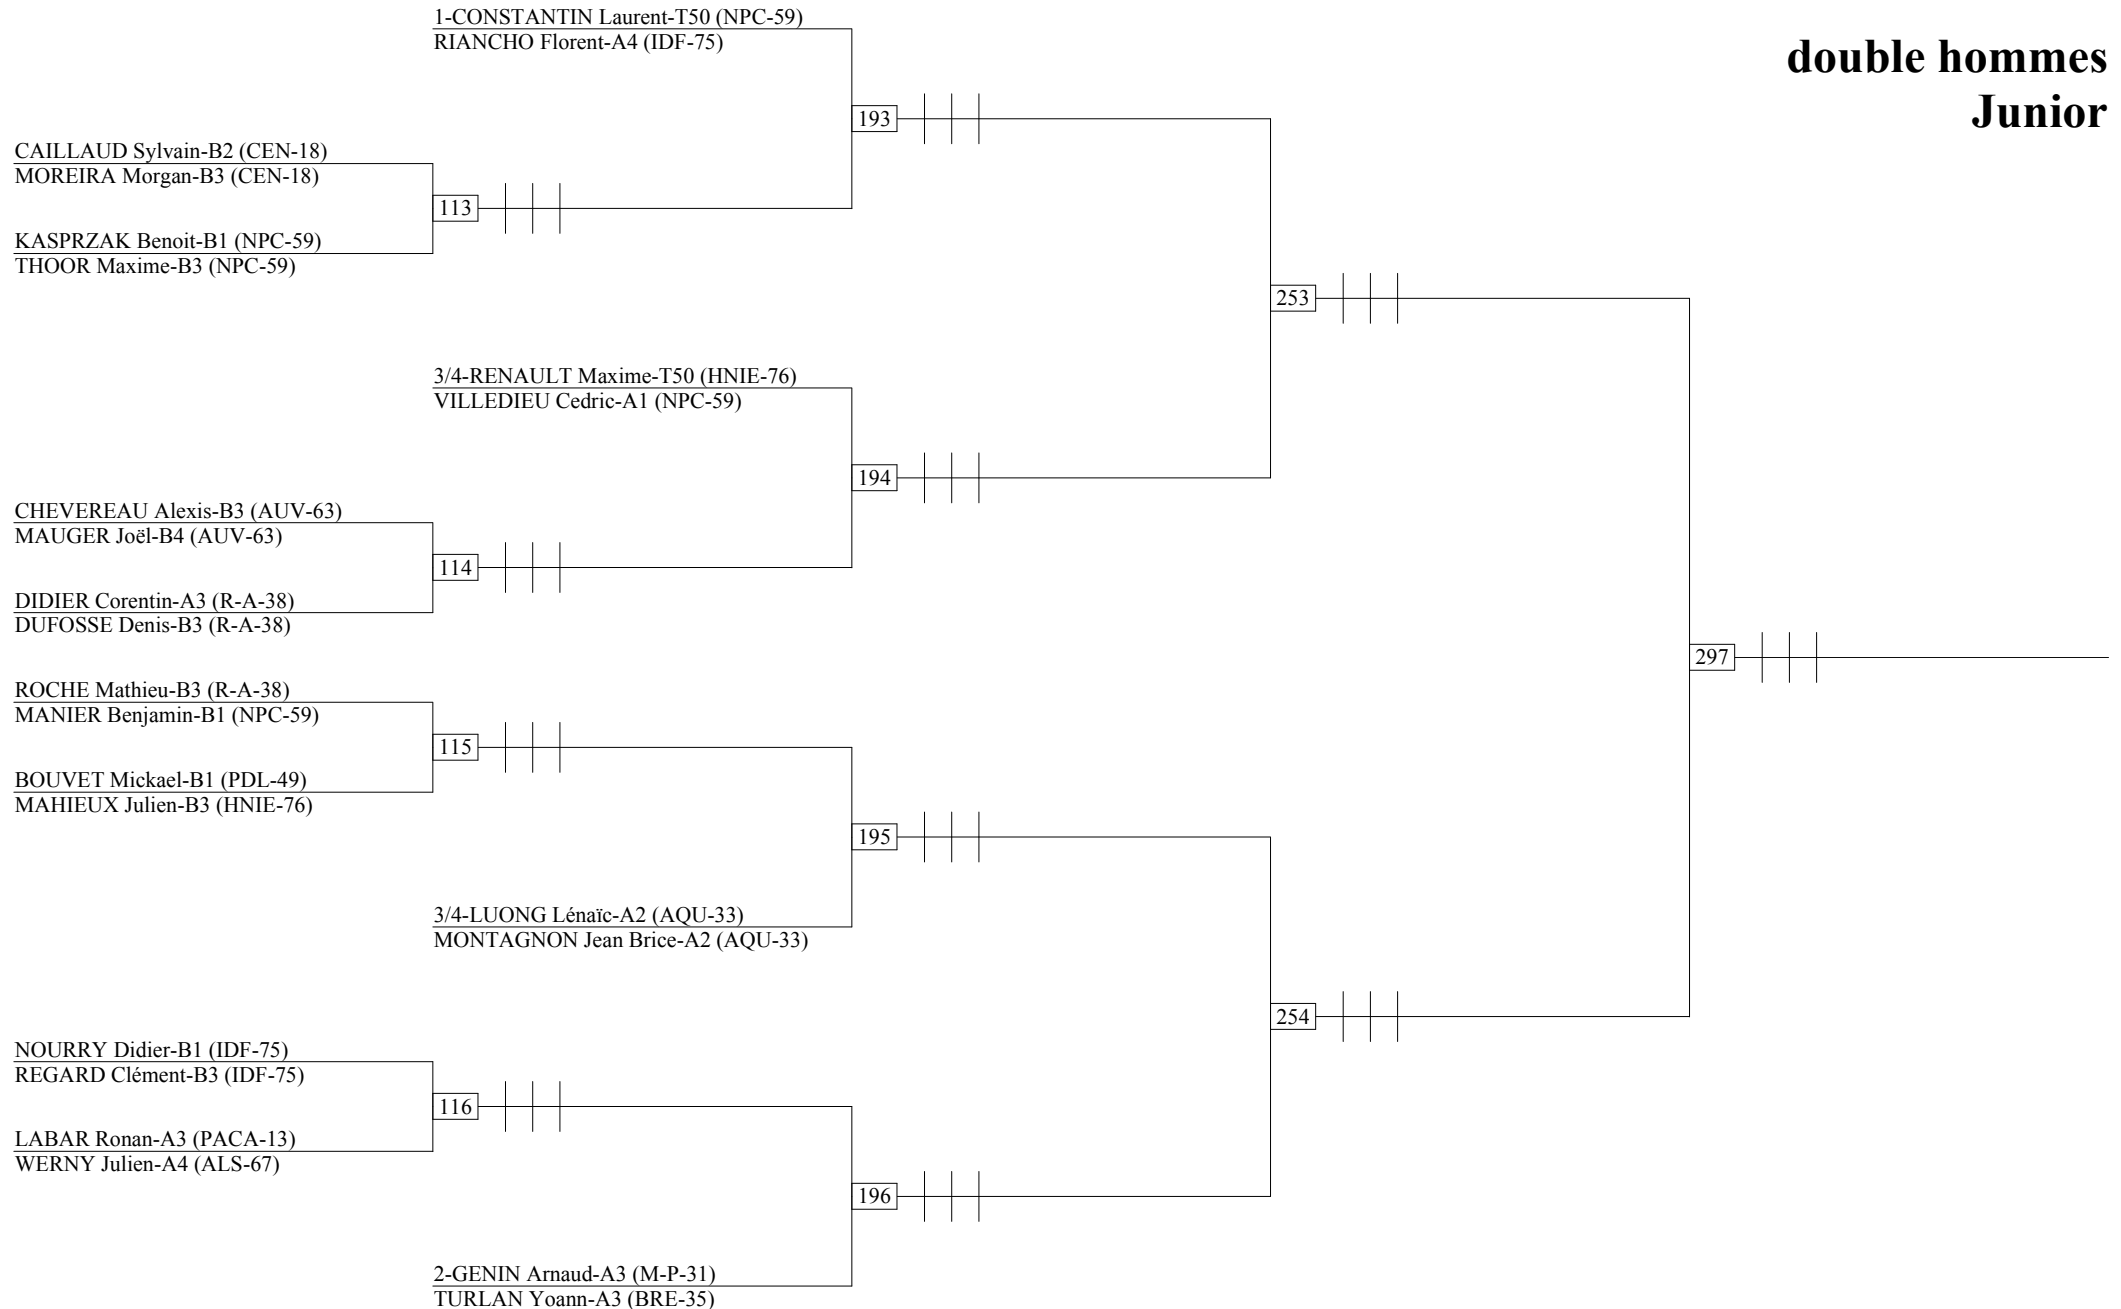 1-CONSTANTIN Laurent-T50 (NPC-59)
RIANCHO Florent-A4 (IDF-75)
double hommes
Junior
193
CAILLAUD Sylvain-B2 (CEN-18)
MOREIRA Morgan-B3 (CEN-18)
113
KASPRZAK Benoit-B1 (NPC-59)
THOOR Maxime-B3 (NPC-59)
253
3/4-RENAULT Maxime-T50 (HNIE-76)
VILLEDIEU Cedric-A1 (NPC-59)
194
CHEVEREAU Alexis-B3 (AUV-63)
MAUGER Joël-B4 (AUV-63)
114
DIDIER Corentin-A3 (R-A-38)
DUFOSSE Denis-B3 (R-A-38)
297
ROCHE Mathieu-B3 (R-A-38)
MANIER Benjamin-B1 (NPC-59)
115
BOUVET Mickael-B1 (PDL-49)
MAHIEUX Julien-B3 (HNIE-76)
195
3/4-LUONG Lénaïc-A2 (AQU-33)
MONTAGNON Jean Brice-A2 (AQU-33)
254
NOURRY Didier-B1 (IDF-75)
REGARD Clément-B3 (IDF-75)
116
LABAR Ronan-A3 (PACA-13)
WERNY Julien-A4 (ALS-67)
196
2-GENIN Arnaud-A3 (M-P-31)
TURLAN Yoann-A3 (BRE-35)